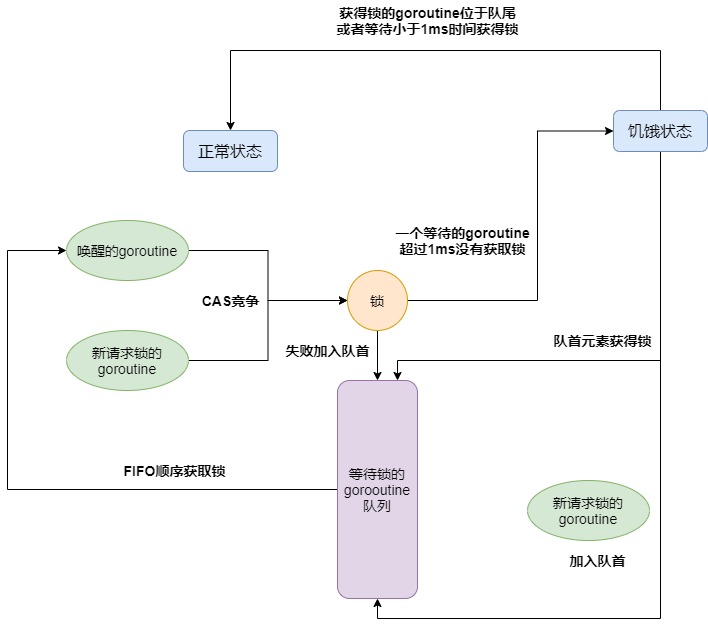 获得锁的goroutine位于队尾
或者等待小于1ms时间获得锁
正常状态
饥饿状态
一个等待的goroutine
超过1ms没有获取锁
唤醒的goroutine
CAS竞争
锁
新请求锁的
goroutine
失败加入队首
队首元素获得锁
FIFO顺序获取锁
等待锁的
gorooutine
队列
新请求锁的
goroutine
加入队首